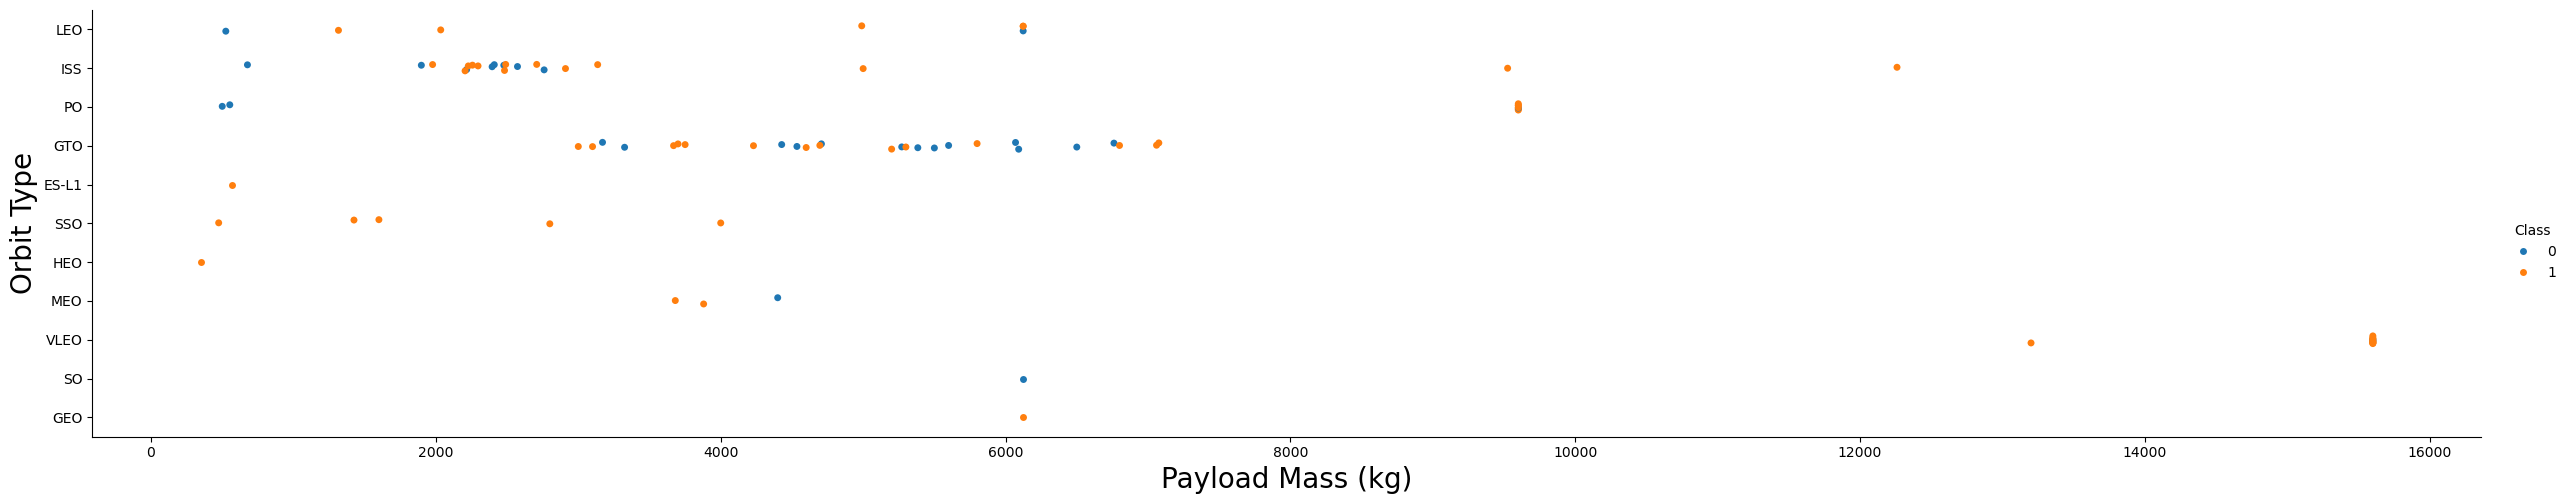 Orbit Type
LEO
ISS
PO
GTO
ES-L1
SSO
HEO
MEO
VLEO
SO
GEO
0 2000 4000 6000 8000 10000 12000 14000 16000
Payload Mass (kg)
Class
0
1